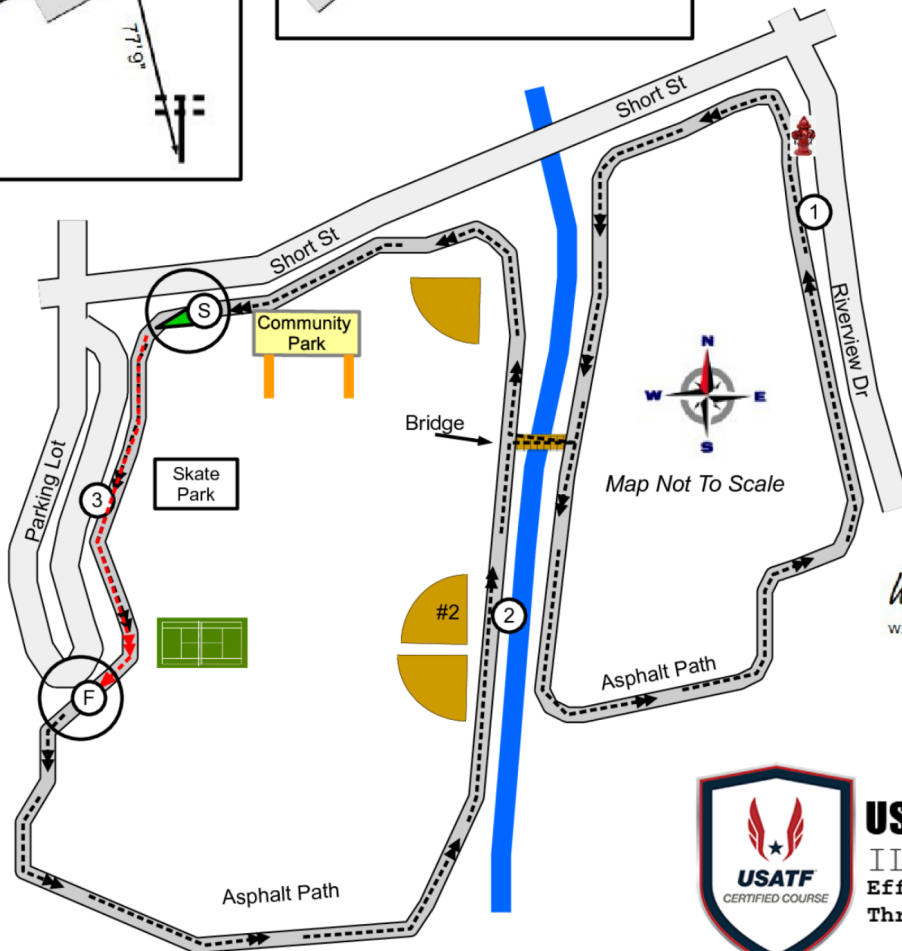 77'9"
Short St
Short St
S
Community
Park
1
Riverview Dr
N
W
E
S
Map Not To Scale
Bridge
Parking Lot
3
Skate
Park
#2
2
F
Asphalt Path
Asphalt Path
USATF
CERTIFIED COURSE
US
II
Eff
Thr